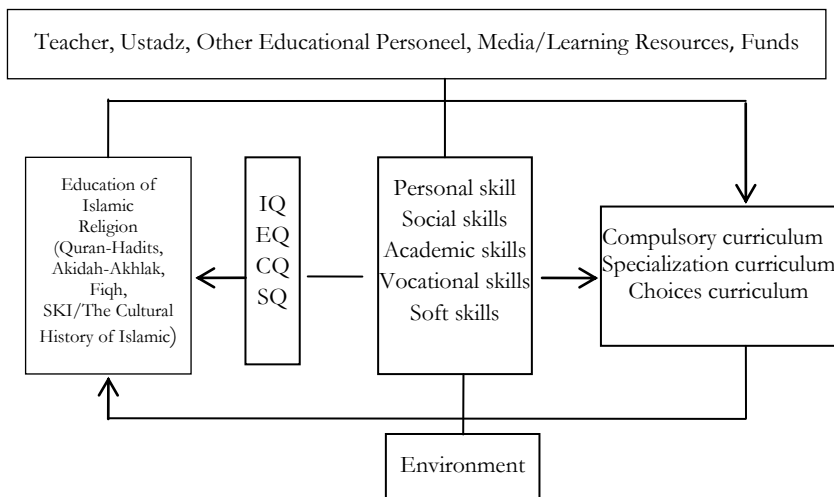 Teacher, Ustadz, Other Educational Personeel, Media/Learning Resources, Funds
Education of
Islamic
Religion
(Quran-Hadits,
Akidah-Akhlak,
Fiqh,
SKI/The Cultural
History of Islamic)
IQ
EQ
CQ
SQ
Personal skill
Social skills
Academic skills
Vocational skills
Soft skills
Compulsory curriculum
Specialization curriculum
Choices curriculum
Environment